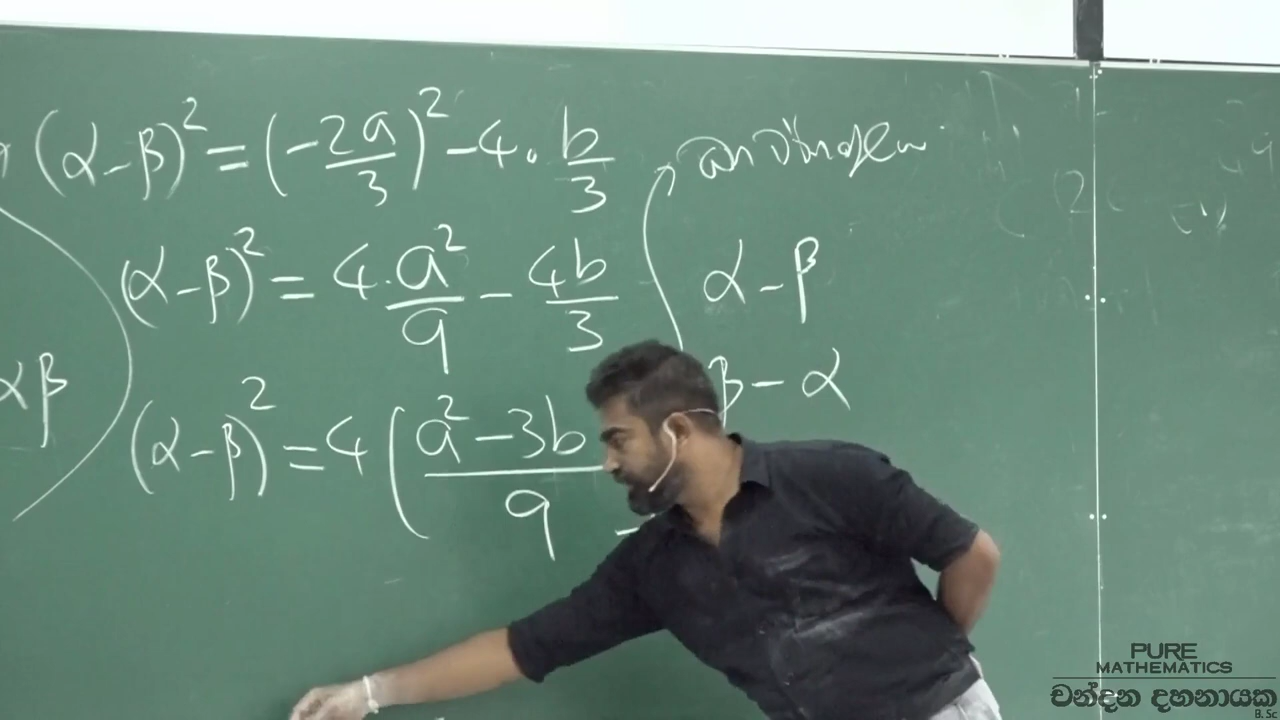 (α-β)² = (-2a/3)² - 4. b/3
(α-β)² = 4. a²/9 - 4b/3
αβ
(α-β)² = 4(a²-3b/9
α-β
β-α
PURE
MATHEMATICS
චන්දන දහනායක
B.Sc